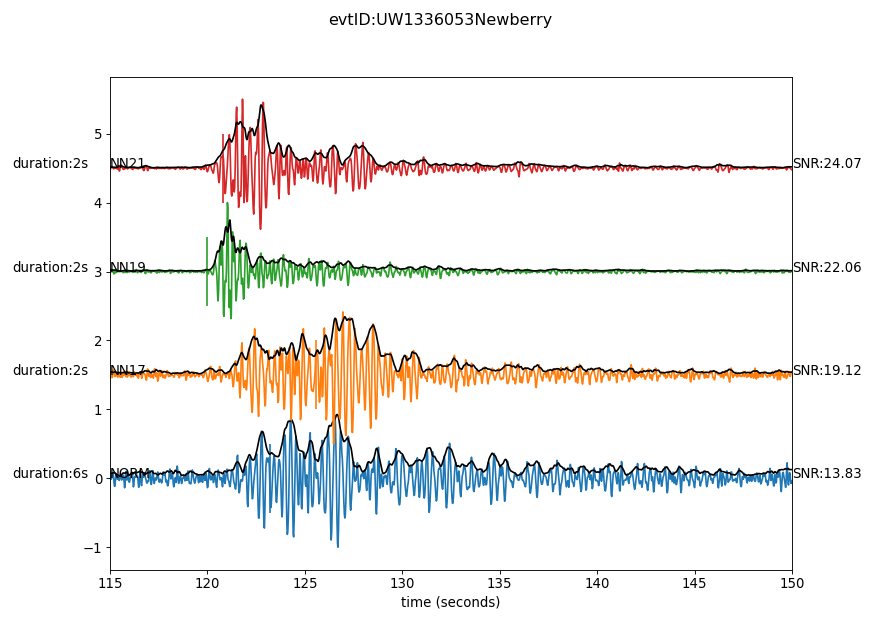 evtID:UW1336053Newberry
5
duration:2s NN21 SNR:24.07
4
duration:2s NN19 3 SNR:22.06
2
duration:2s NN17 SNR:19.12
1
duration:6s NORM 0 SNR:13.83
−1
115 120 125 130 135 140 145 150
time (seconds)